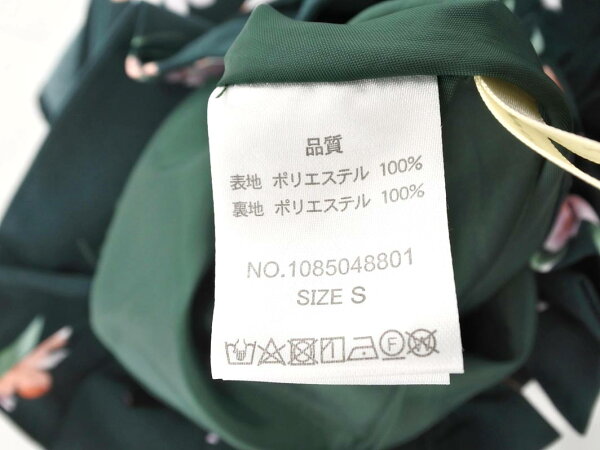 品質
表地 ポリエステル 100%
裏地 ポリエステル 100%
NO.1085048801
SIZE S
F W